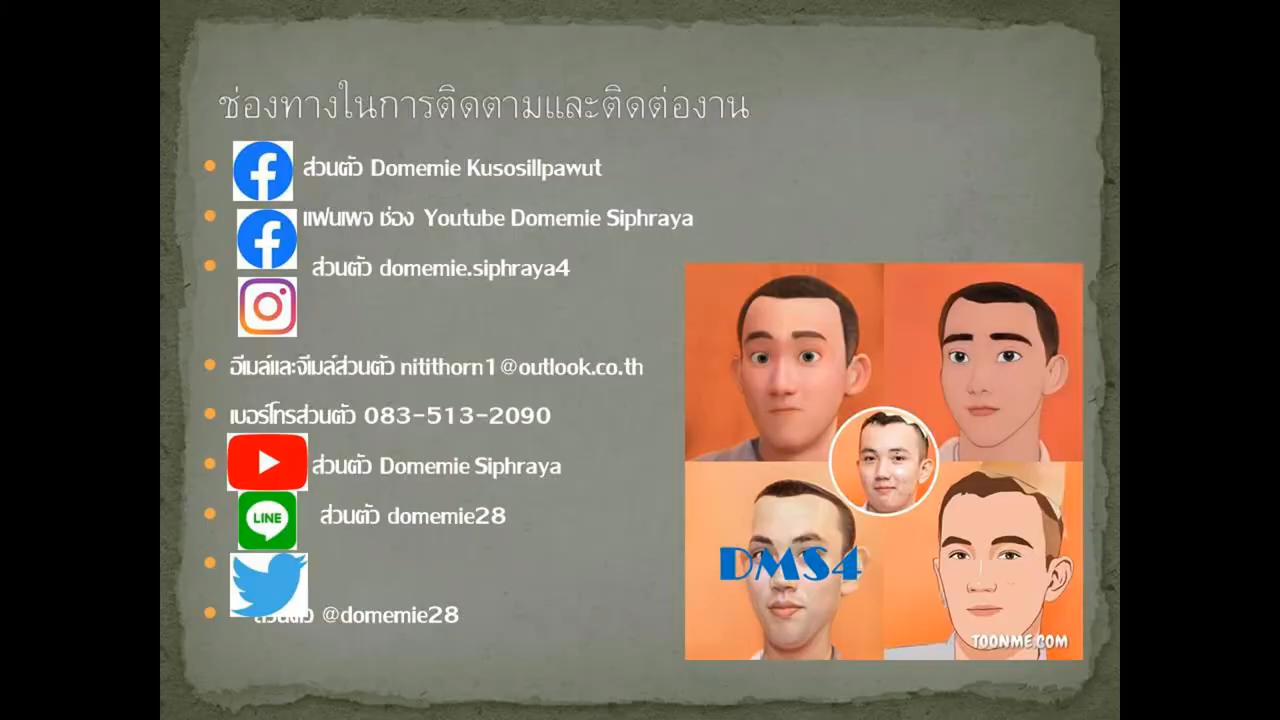 ช่องทางในการติดตามและติดต่องาน
ส่วนตัว Domemie Kusosillpawut
แฟนเพจ ช่อง Youtube Domemie Siphraya
ส่วนตัว domemie.siphraya4
อีเมล์และจีเมล์ส่วนตัว nitithorn1@outlook.co.th
เบอร์โทรส่วนตัว 083-513-2090
ส่วนตัว Domemie Siphraya
LINE
ส่วนตัว domemie28
ส่วนตัว @domemie28
DMS4
TOONME.COM